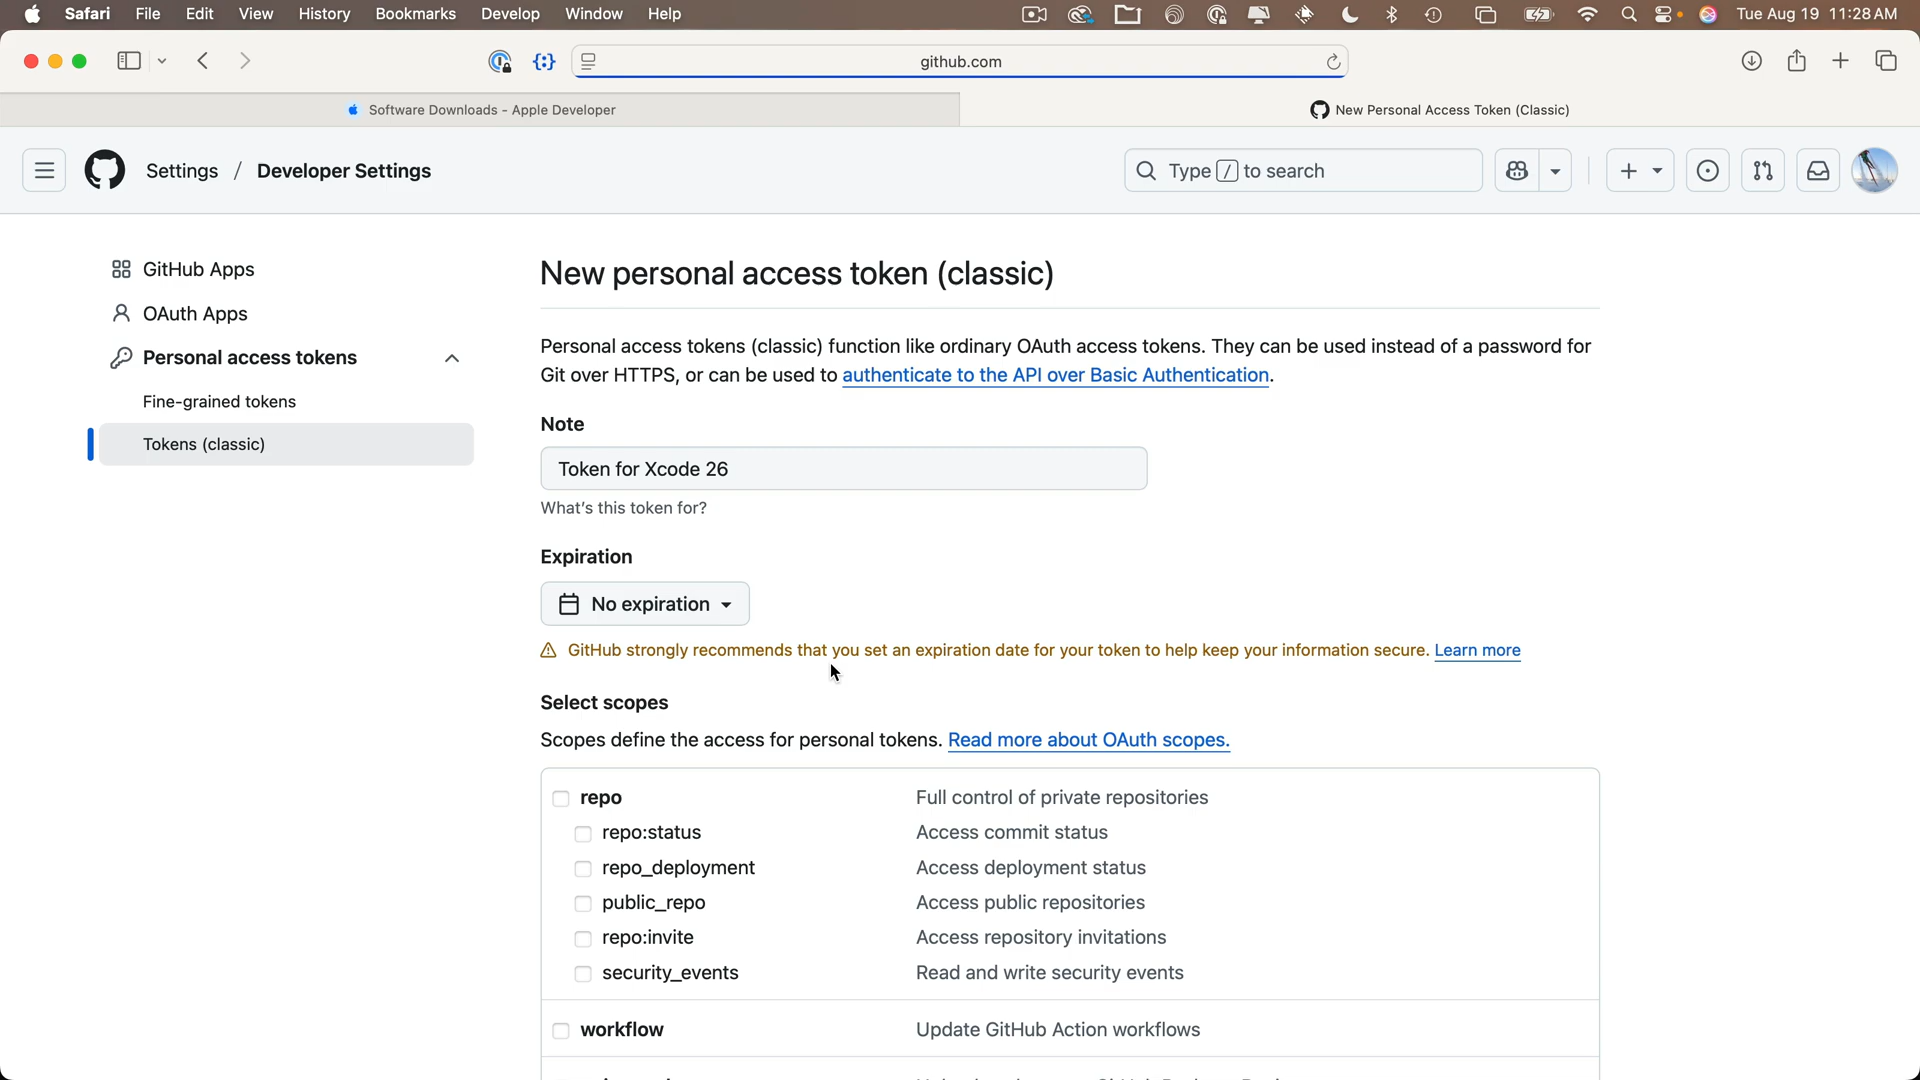 Safari File Edit View History Bookmarks Develop Window Help Tue Aug 19 11:28 AM
github.com
Software Downloads - Apple Developer
New Personal Access Token (Classic)
Settings / Developer Settings
Type / to search
GitHub Apps
OAuth Apps
Personal access tokens
Fine-grained tokens
Tokens (classic)
New personal access token (classic)
Personal access tokens (classic) function like ordinary OAuth access tokens. They can be used instead of a password for
Git over HTTPS, or can be used to authenticate to the API over Basic Authentication.
Note
Token for Xcode 26
What's this token for?
Expiration
No expiration
GitHub strongly recommends that you set an expiration date for your token to help keep your information secure. Learn more
Select scopes
Scopes define the access for personal tokens. Read more about OAuth scopes.
repo Full control of private repositories
repo:status Access commit status
repo_deployment Access deployment status
public_repo Access public repositories
repo:invite Access repository invitations
security_events Read and write security events
workflow Update GitHub Action workflows